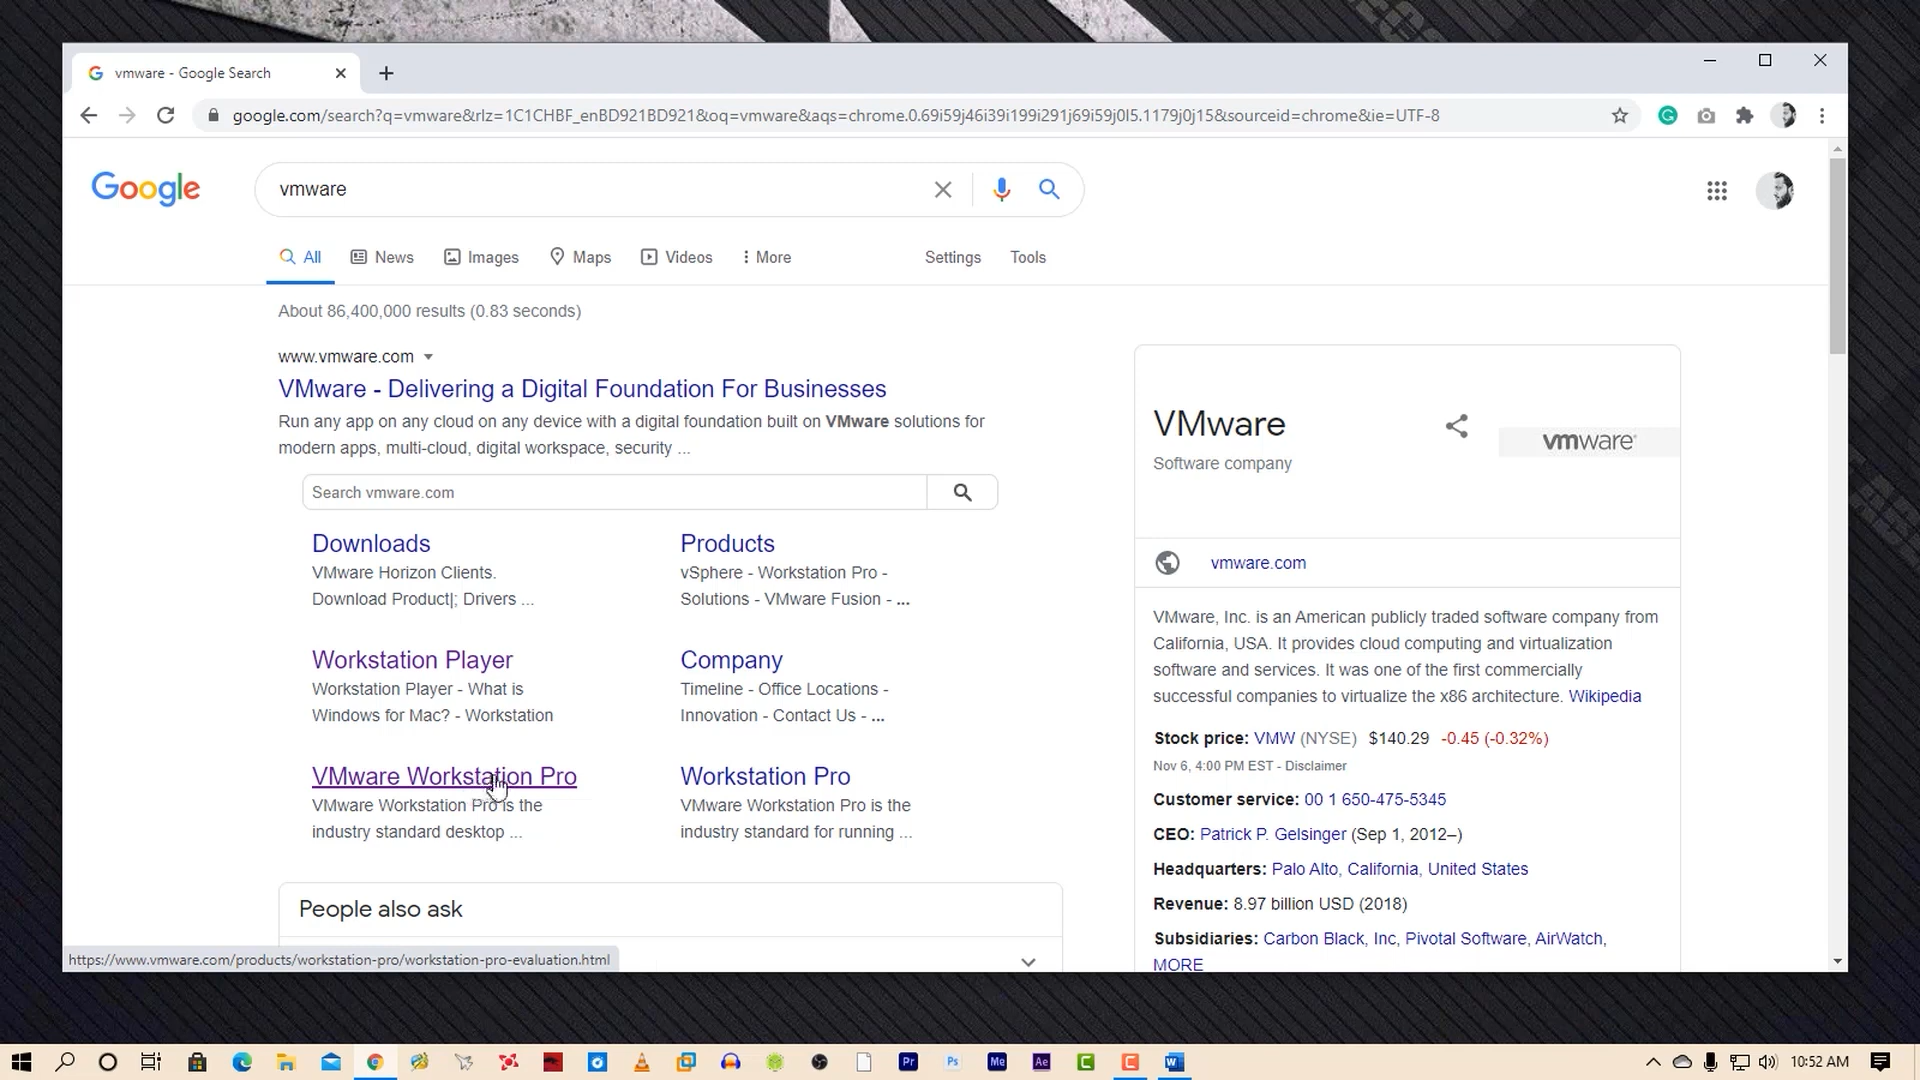 vmware - Google Search
google.com/search?q=vmware&rlz=1C1CHBF_enBD921BD921&oq=vmware&aqs=chrome.0.69i59j46i39i199i291j69i59j0l5.1179j0j15&sourceid=chrome&ie=UTF-8
Google
vmware
All News Images Maps Videos More Settings Tools
About 86,400,000 results (0.83 seconds)
www.vmware.com
VMware - Delivering a Digital Foundation For Businesses
Run any app on any cloud on any device with a digital foundation built on VMware solutions for
modern apps, multi-cloud, digital workspace, security ...
Search vmware.com
Downloads
VMware Horizon Clients.
Download Product|; Drivers ...
Products
vSphere - Workstation Pro -
Solutions - VMware Fusion - ...
Workstation Player
Workstation Player - What is
Windows for Mac? - Workstation
Company
Timeline - Office Locations -
Innovation - Contact Us - ...
VMware Workstation Pro
VMware Workstation Pro is the
industry standard desktop ...
Workstation Pro
VMware Workstation Pro is the
industry standard for running ...
People also ask
https://www.vmware.com/products/workstation-pro/workstation-pro-evaluation.html
VMware
Software company
vmware
vmware.com
VMware, Inc. is an American publicly traded software company from
California, USA. It provides cloud computing and virtualization
software and services. It was one of the first commercially
successful companies to virtualize the x86 architecture. Wikipedia
Stock price: VMW (NYSE) $140.29 -0.45 (-0.32%)
Nov 6, 4:00 PM EST - Disclaimer
Customer service: 00 1 650-475-5345
CEO: Patrick P. Gelsinger (Sep 1, 2012–)
Headquarters: Palo Alto, California, United States
Revenue: 8.97 billion USD (2018)
Subsidiaries: Carbon Black, Inc, Pivotal Software, AirWatch,
MORE
Pr Ps Me Ae C C W
10:52 AM